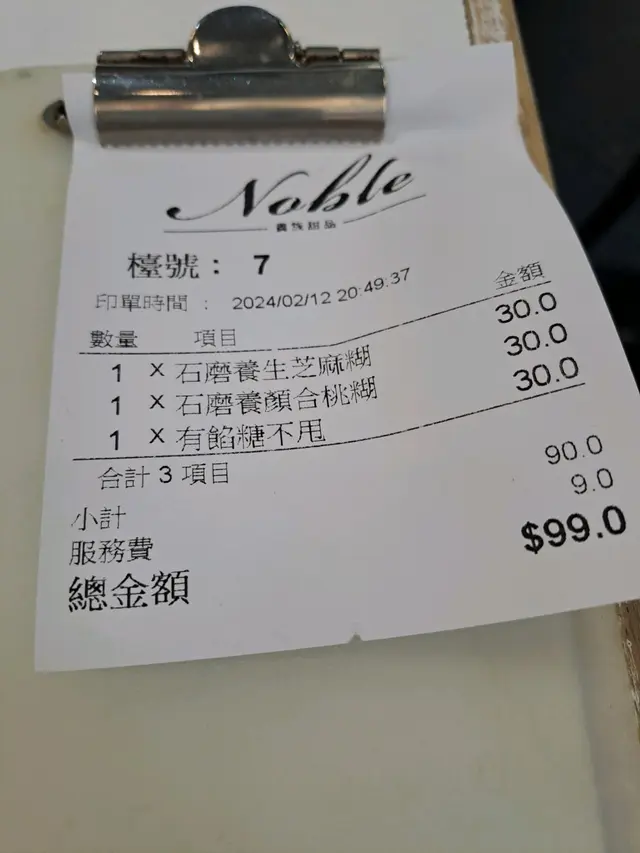 Noble
貴族甜品
檯號： 7
印單時間 ： 2024/02/12 20:49:37
數量 項目 金額
1 × 石磨養生芝麻糊 30.0
1 × 石磨養顏合桃糊 30.0
1 × 有餡糖不甩 30.0
合計 3 項目
小計 90.0
服務費 9.0
總金額 $99.0